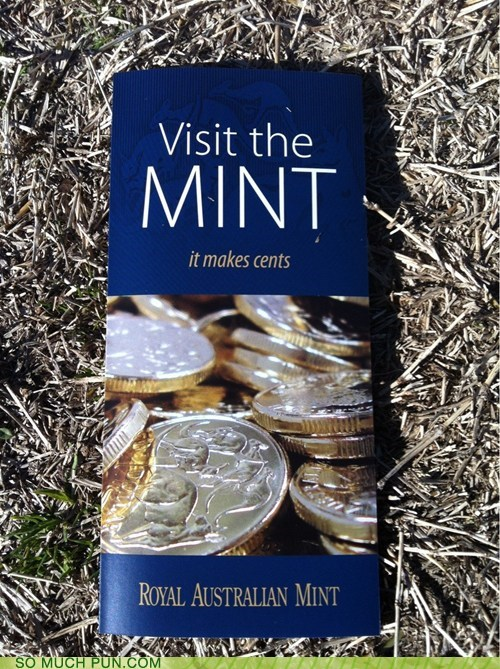 Visit the
MINT
it makes cents
ROYAL AUSTRALIAN MINT
SO MUCH PUN.COM